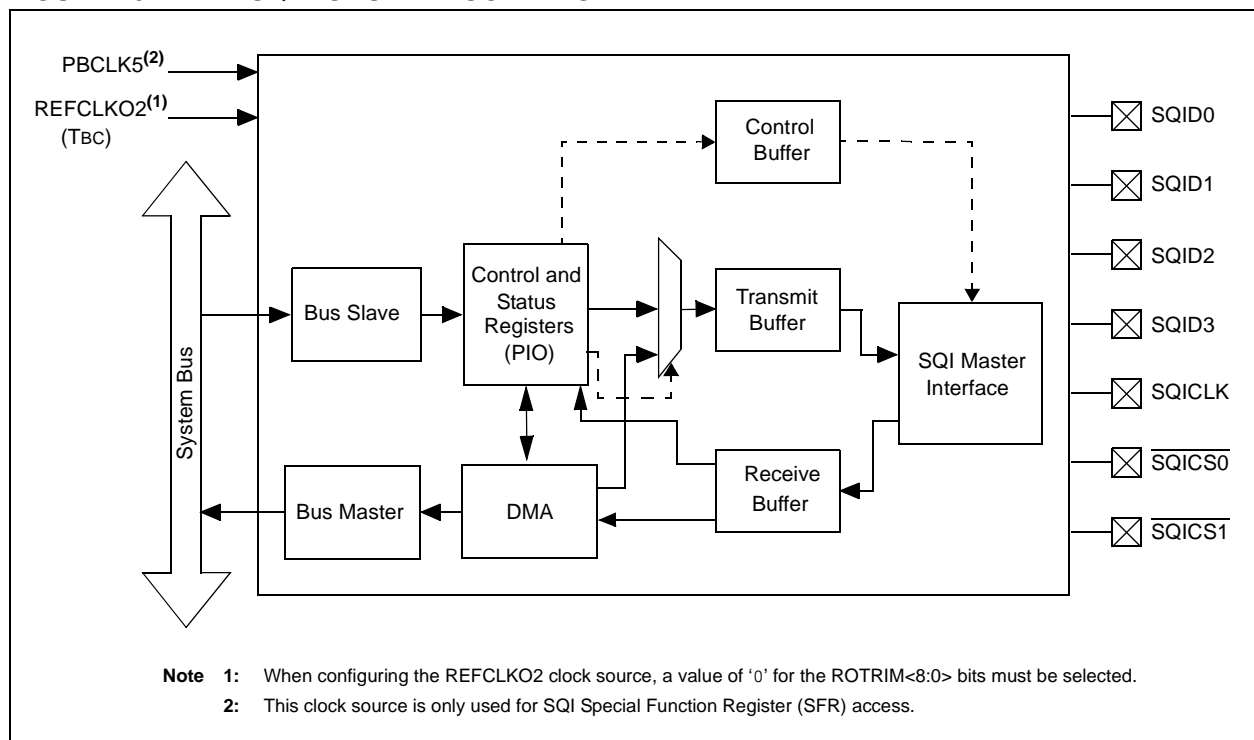 PBCLK5(2)
REFCLKO2(1)
(TBC)
System Bus
Bus Slave
Control and
Status
Registers
(PIO)
Control
Buffer
Transmit
Buffer
SQI Master
Interface
Bus Master
DMA
Receive
Buffer
SQID0
SQID1
SQID2
SQID3
SQICLK
SQICS0
SQICS1
Note 1: When configuring the REFCLKO2 clock source, a value of ‘0’ for the ROTRIM<8:0> bits must be selected.
2: This clock source is only used for SQI Special Function Register (SFR) access.